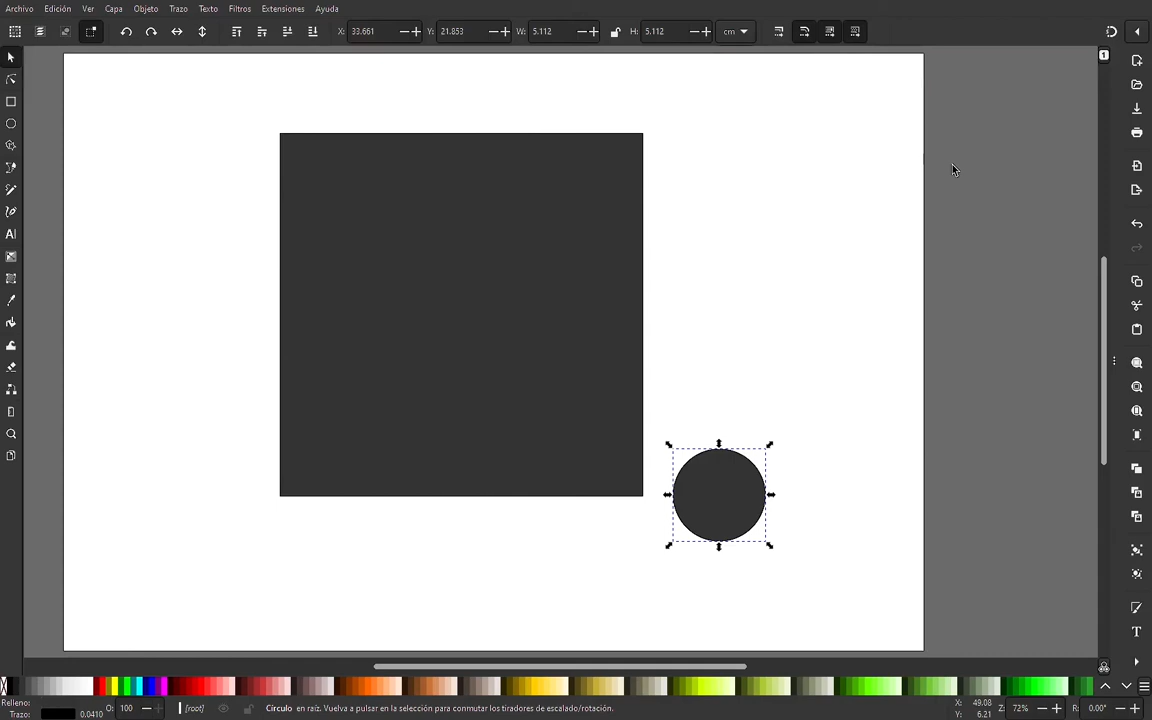 Archivo Edición Ver Capa Objeto Trazo Texto Filtros Extensiones Ayuda
X: 33.661 Y: 21.853 W: 5.112 H: 5.112 cm
1
Relleno: O: 100 [root] Círculo en raíz. Vuelva a pulsar en la selección para conmutar los tiradores de escalado/rotación. X: 49.08 Z: 72% R: 0.00°
Trazo: 0.0410 Y: 6.21